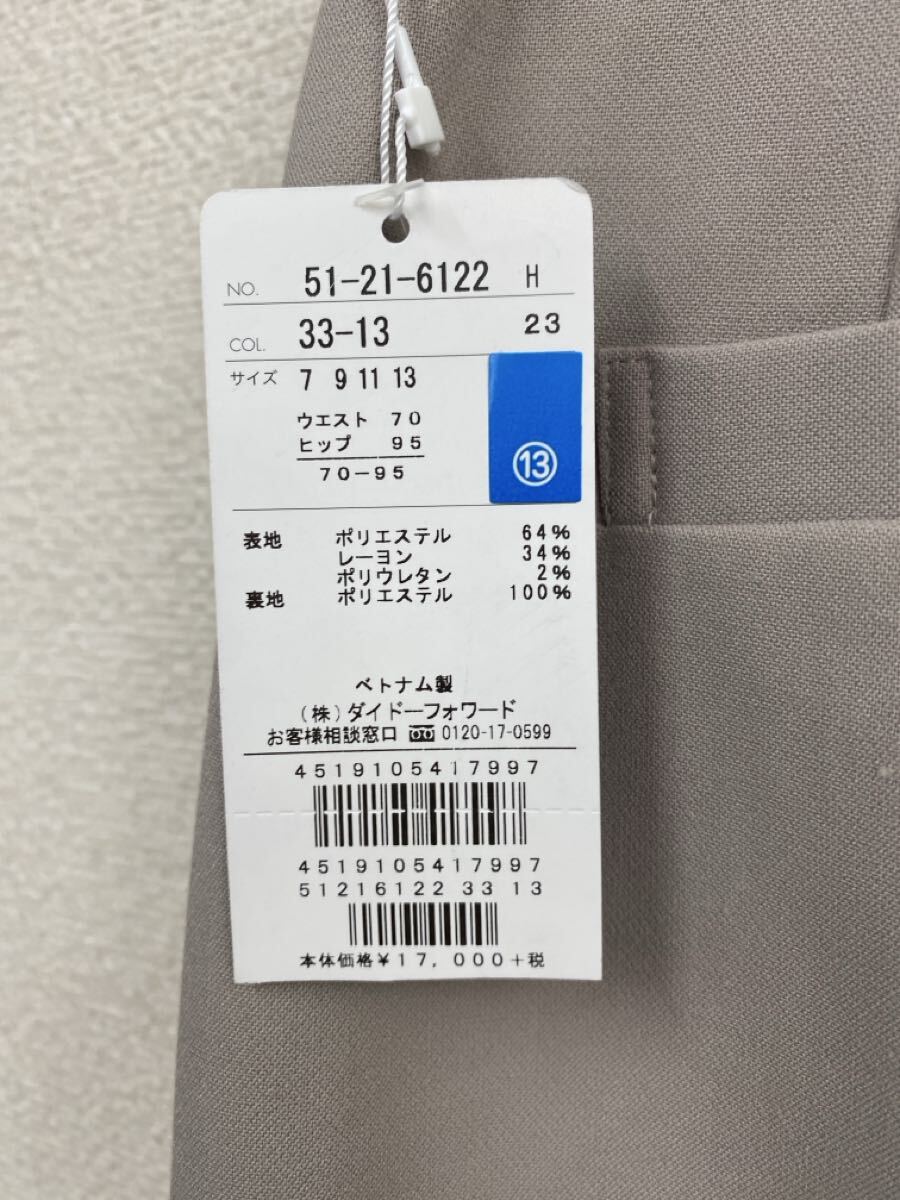 NO. 51-21-6122 H
COL. 33-13 23
サイズ 7 9 11 13
ウエスト 70
ヒップ 95
70-95
⑬
表地 ポリエステル 64%
レーヨン 34%
ポリウレタン 2%
裏地 ポリエステル 100%
ベトナム製
(株)ダイドーフォワード
お客様相談窓口 0120-17-0599
4519105417997
4519105417997
51216122 33 13
本体価格¥17,000+税